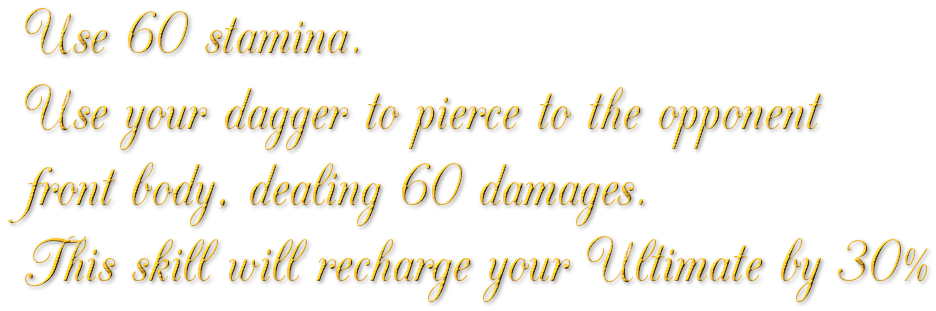 Use 60 stamina.
Use your dagger to pierce to the opponent
front body, dealing 60 damages.
This skill will recharge your Ultimate by 30%